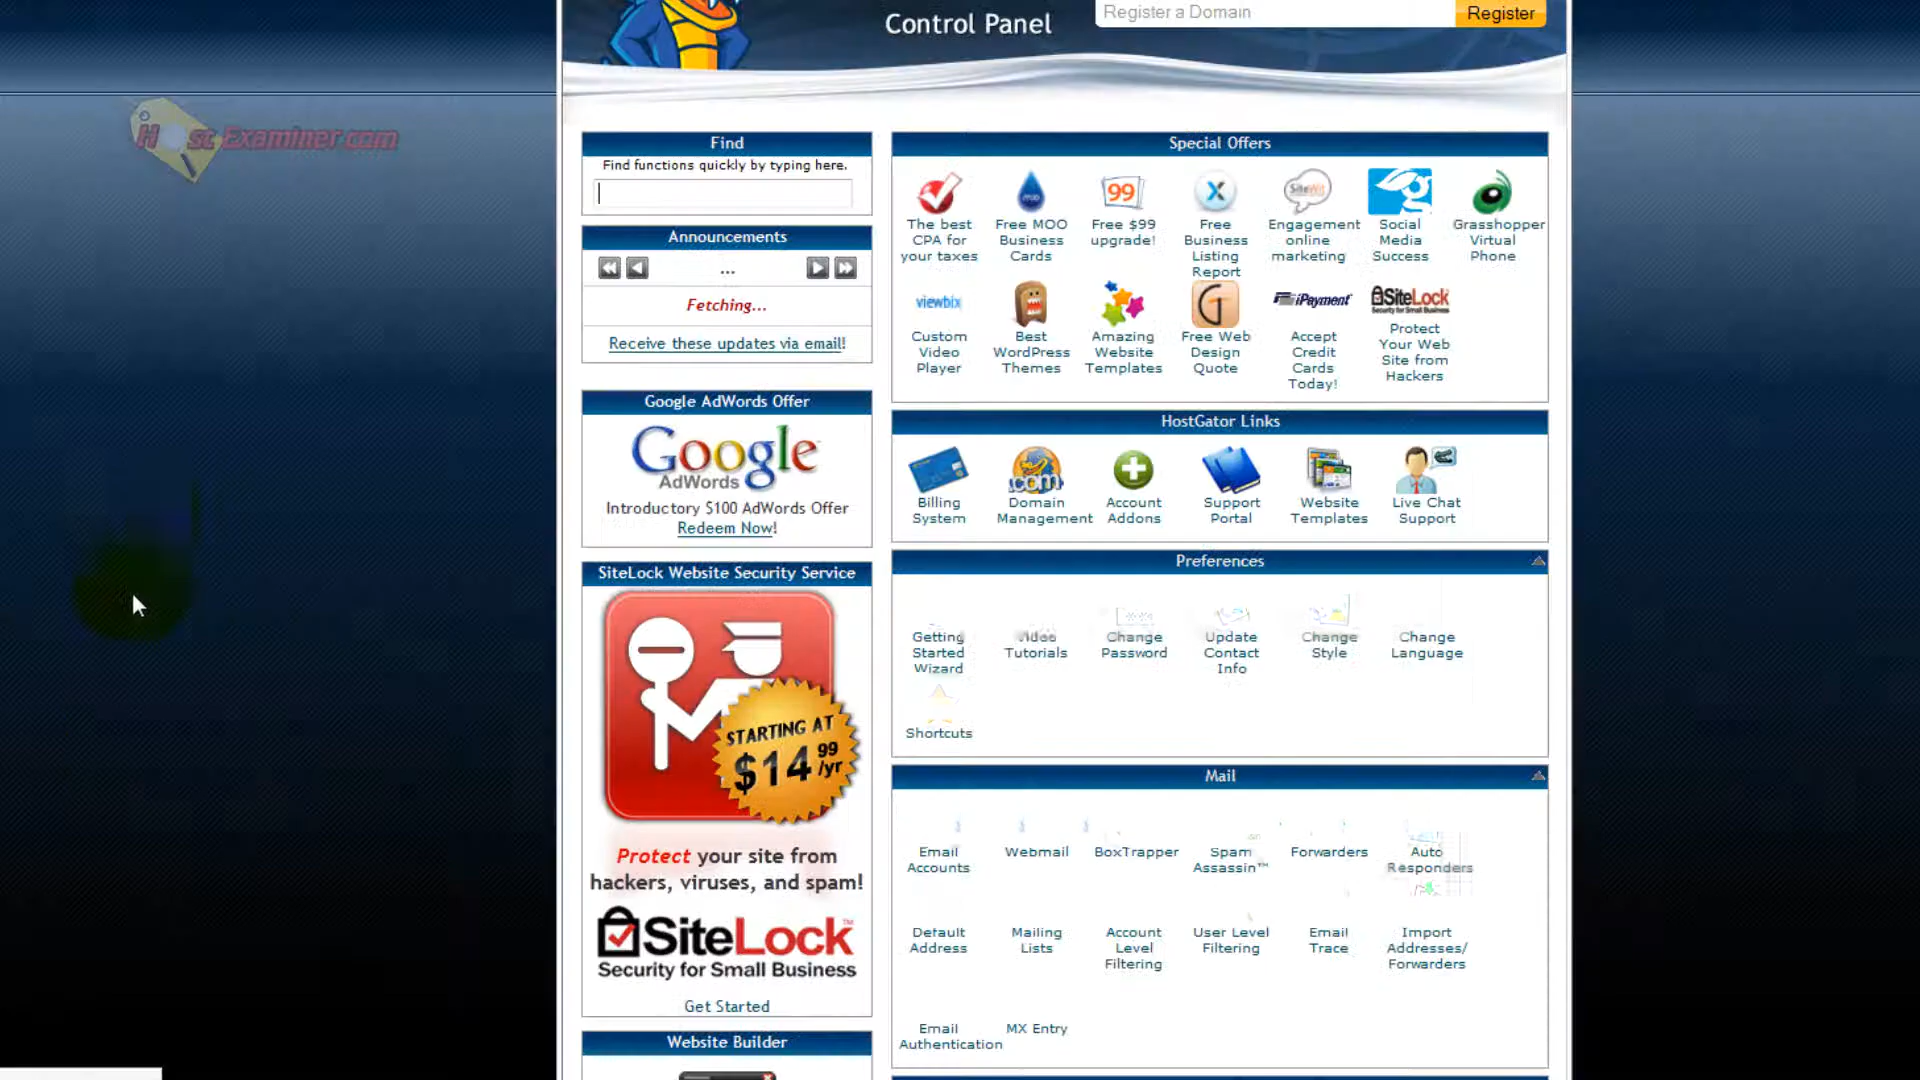 Control Panel
Register a Domain
Register
Host Examiner.com
Find
Find functions quickly by typing here.
Announcements
...
Fetching...
Receive these updates via email!
Google AdWords Offer
Google
AdWords
Introductory $100 AdWords Offer
Redeem Now!
SiteLock Website Security Service
STARTING AT
$14 99 /yr
Protect your site from
hackers, viruses, and spam!
SiteLock™
Security for Small Business
Get Started
Website Builder
Special Offers
The best
CPA for
your taxes
MOO
Free MOO
Business
Cards
99
Free $99
upgrade!
X
Free
Business
Listing
Report
SiteWit
Engagement
online
marketing
g
Social
Media
Success
Grasshopper
Virtual
Phone
viewbix
Custom
Video
Player
Best
WordPress
Themes
Amazing
Website
Templates
G
Free Web
Design
Quote
iPayment
Accept
Credit
Cards
Today!
SiteLock
Security for Small Business
Protect
Your Web
Site from
Hackers
HostGator Links
Billing
System
.com
Domain
Management
Account
Addons
Support
Portal
Website
Templates
Live Chat
Support
Preferences
Getting
Started
Wizard
Video
Tutorials
Change
Password
Update
Contact
Info
Change
Style
Change
Language
Shortcuts
Mail
Email
Accounts
Webmail
BoxTrapper
Spam
Assassin™
Forwarders
Auto
Responders
Default
Address
Mailing
Lists
Account
Level
Filtering
User Level
Filtering
Email
Trace
Import
Addresses/
Forwarders
Email
Authentication
MX Entry